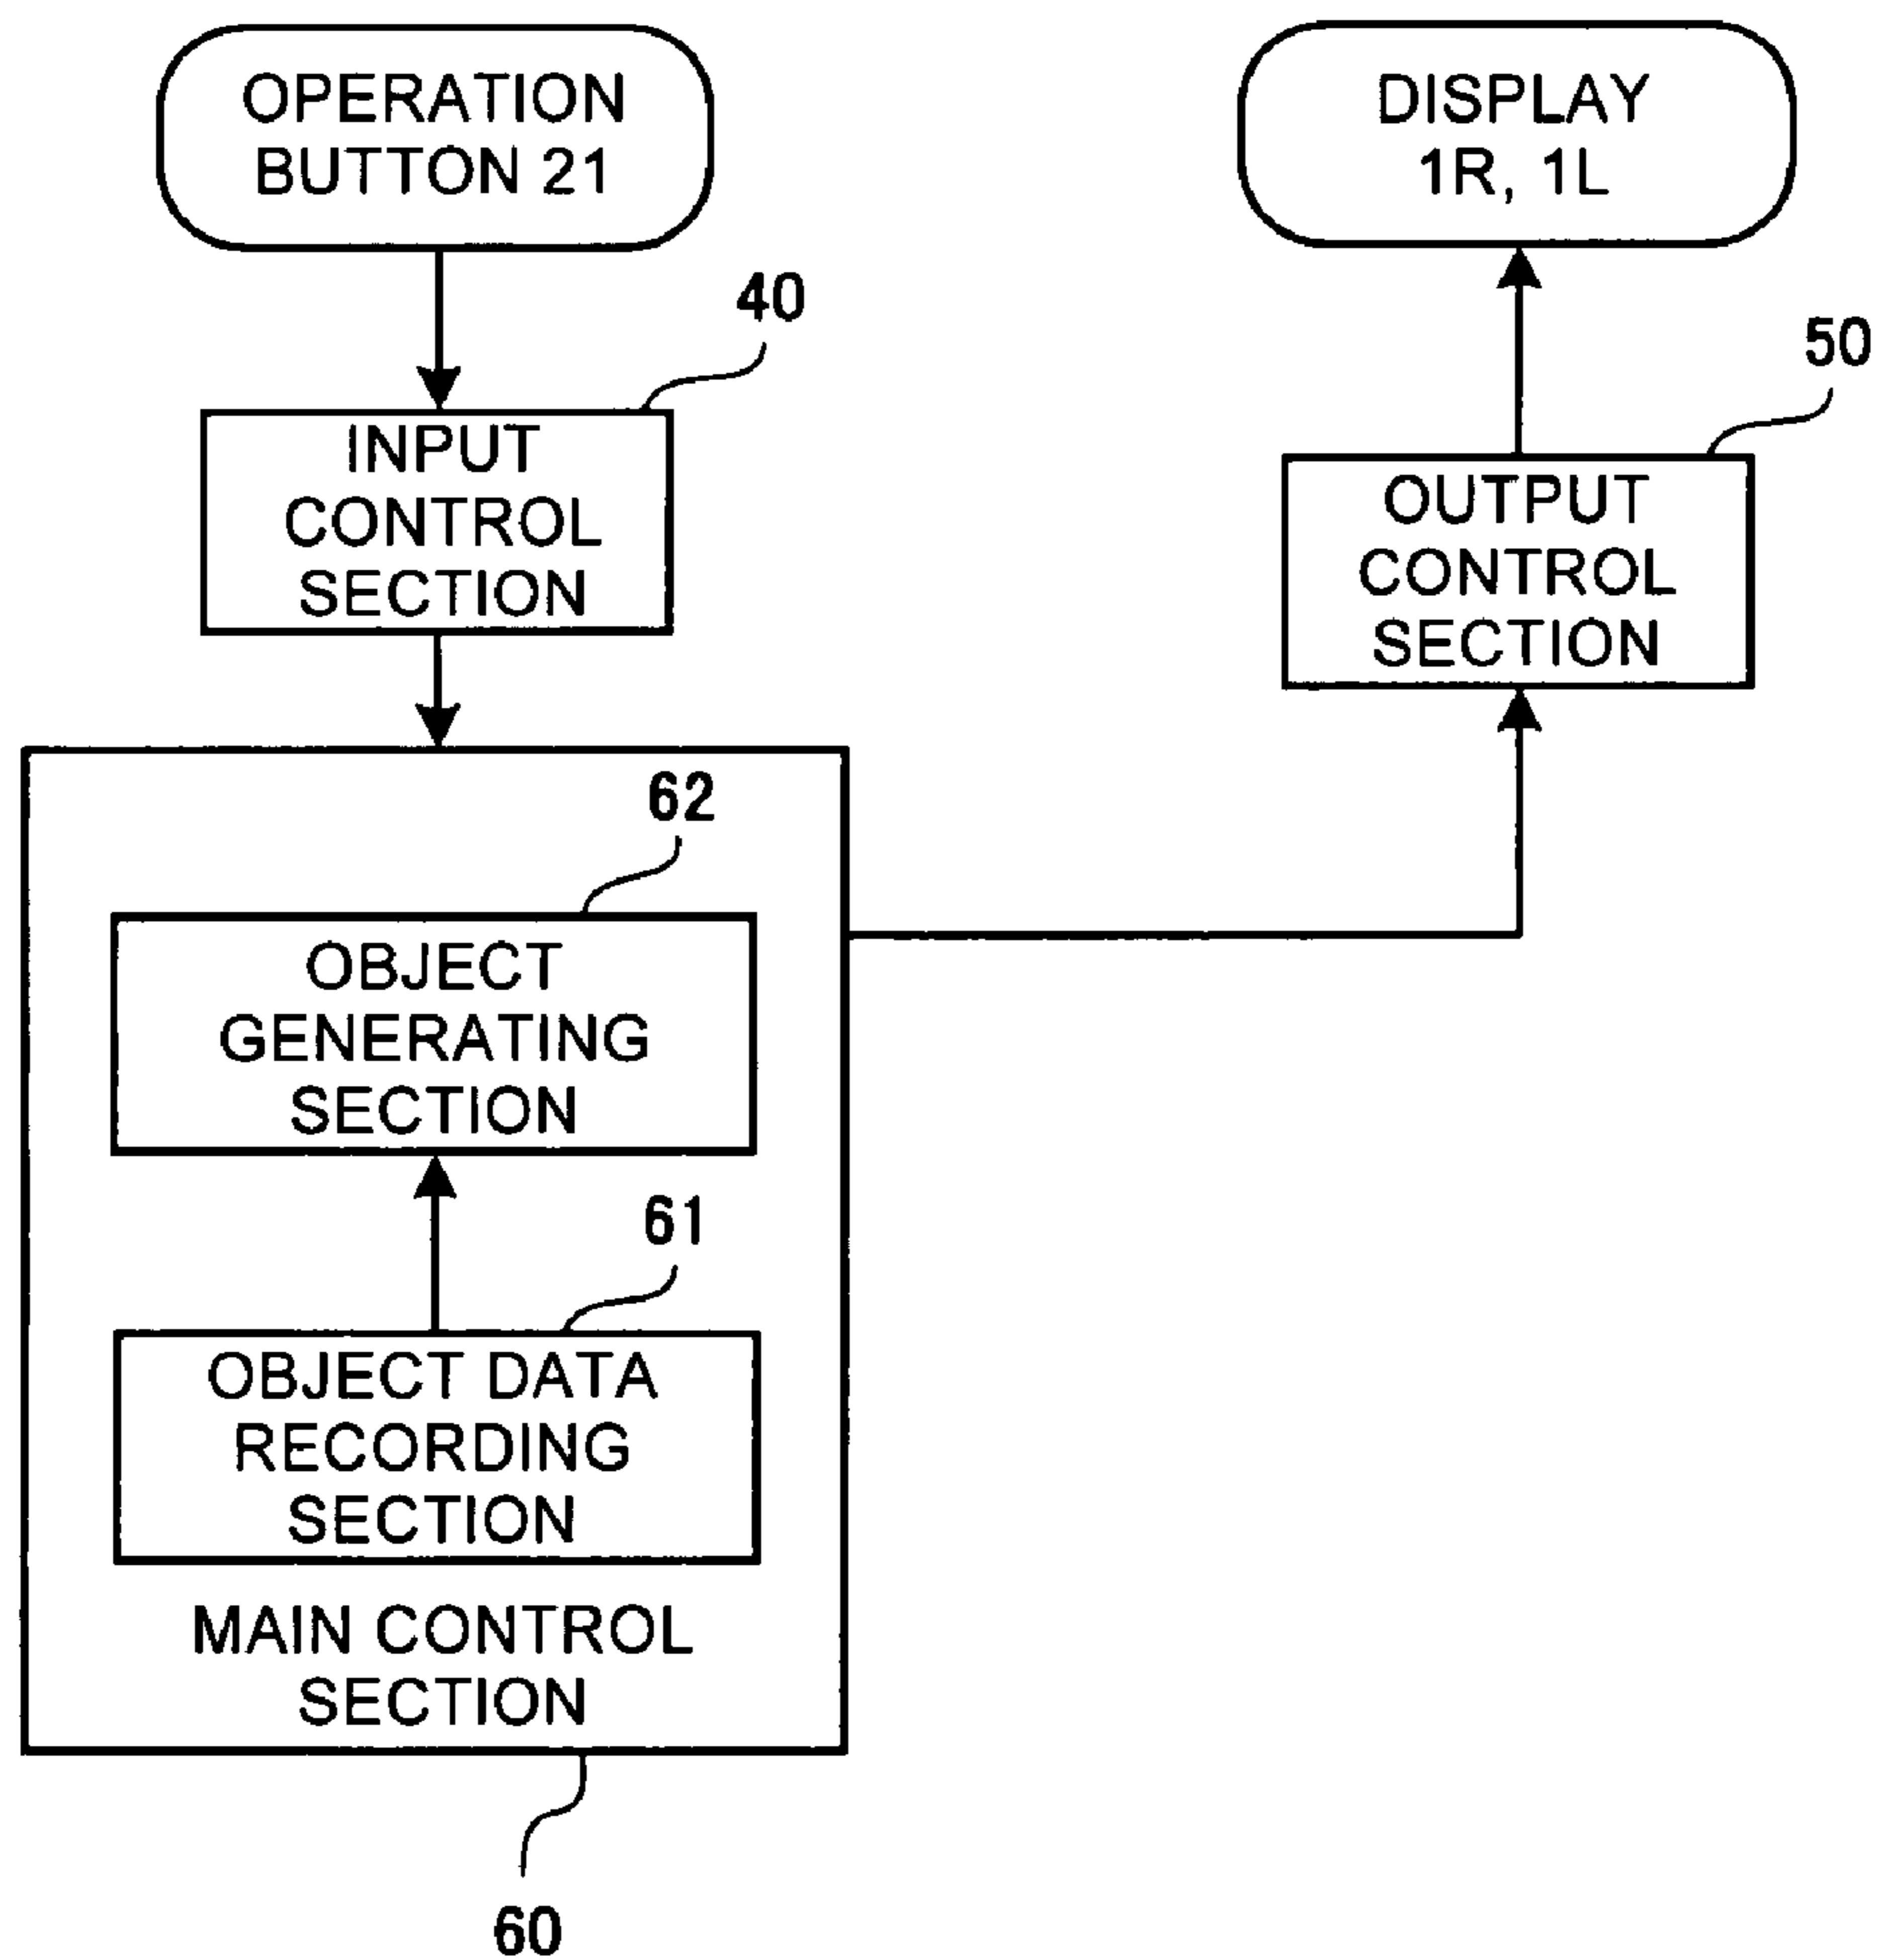 OPERATION
BUTTON 21
40
INPUT
CONTROL
SECTION
62
OBJECT
GENERATING
SECTION
61
OBJECT DATA
RECORDING
SECTION
MAIN CONTROL
SECTION
60
DISPLAY
1R, 1L
50
OUTPUT
CONTROL
SECTION